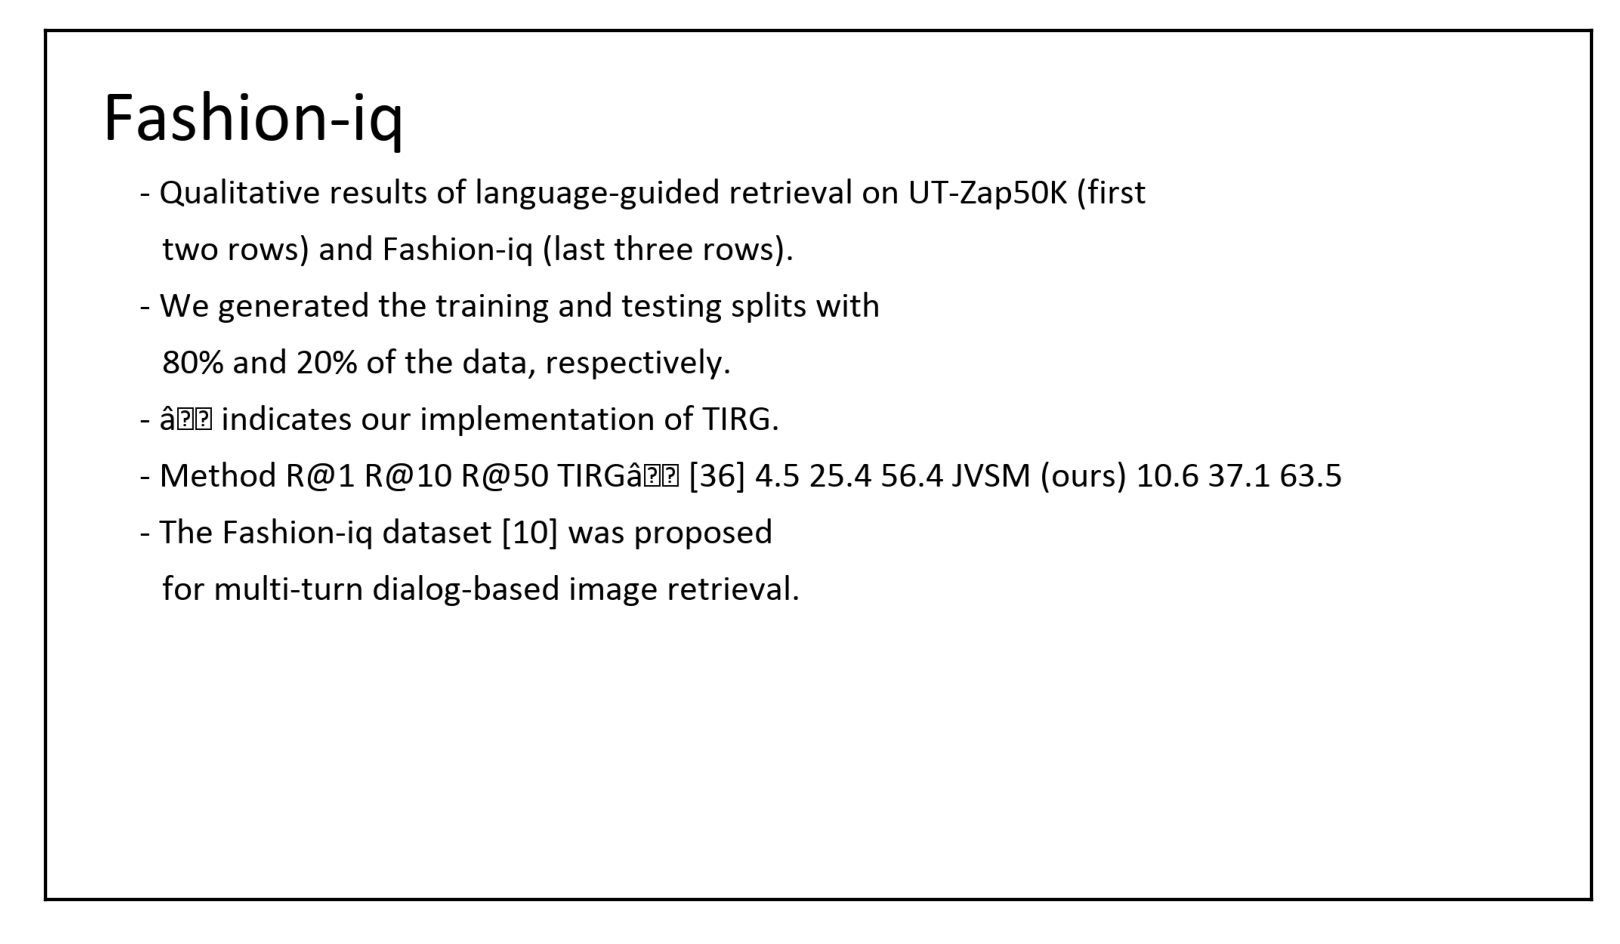 Fashion-iq
- Qualitative results of language-guided retrieval on UT-Zap50K (first
two rows) and Fashion-iq (last three rows).
- We generated the training and testing splits with
80% and 20% of the data, respectively.
- â⍰⍰ indicates our implementation of TIRG.
- Method R@1 R@10 R@50 TIRGâ⍰⍰ [36] 4.5 25.4 56.4 JVSM (ours) 10.6 37.1 63.5
- The Fashion-iq dataset [10] was proposed
for multi-turn dialog-based image retrieval.